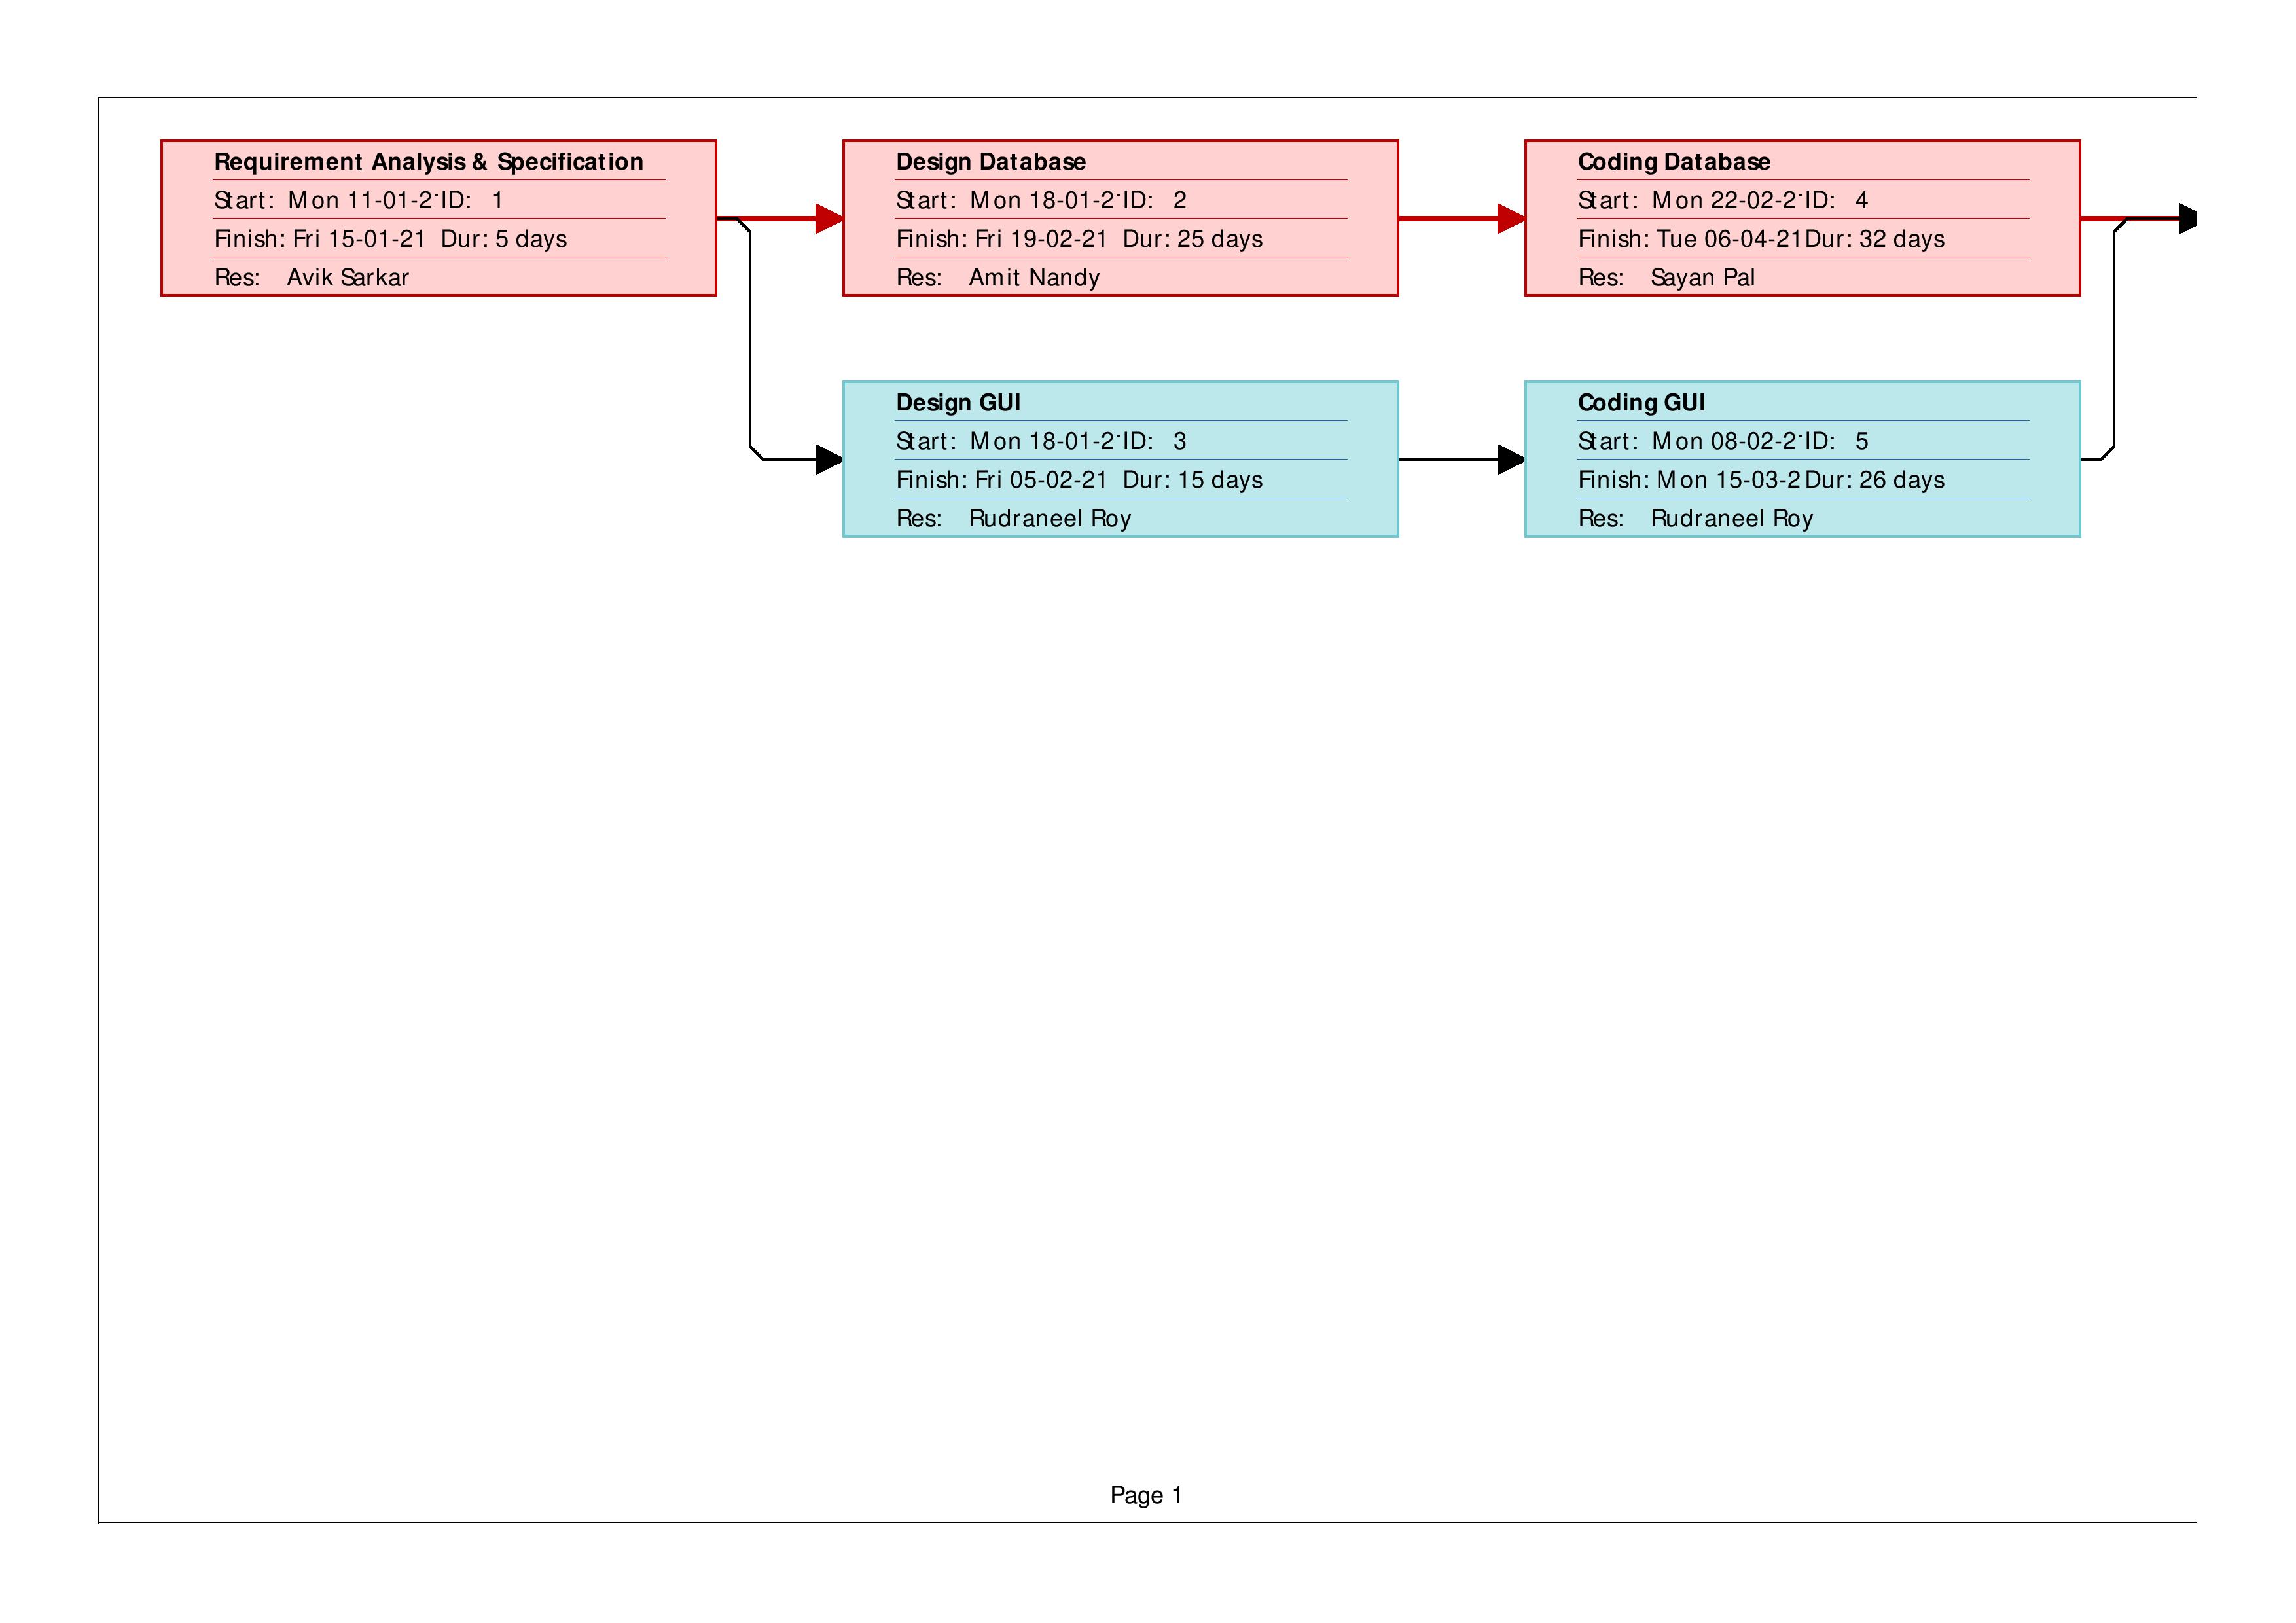 Requirement Analysis & Specification
Start: Mon 11-01-2 ID: 1
Finish: Fri 15-01-21 Dur: 5 days
Res: Avik Sarkar
Design Database
Start: Mon 18-01-2 ID: 2
Finish: Fri 19-02-21 Dur: 25 days
Res: Amit Nandy
Coding Database
Start: Mon 22-02-2 ID: 4
Finish: Tue 06-04-21 Dur: 32 days
Res: Sayan Pal
Design GUI
Start: Mon 18-01-2 ID: 3
Finish: Fri 05-02-21 Dur: 15 days
Res: Rudraneel Roy
Coding GUI
Start: Mon 08-02-2 ID: 5
Finish: Mon 15-03-2 Dur: 26 days
Res: Rudraneel Roy
Page 1